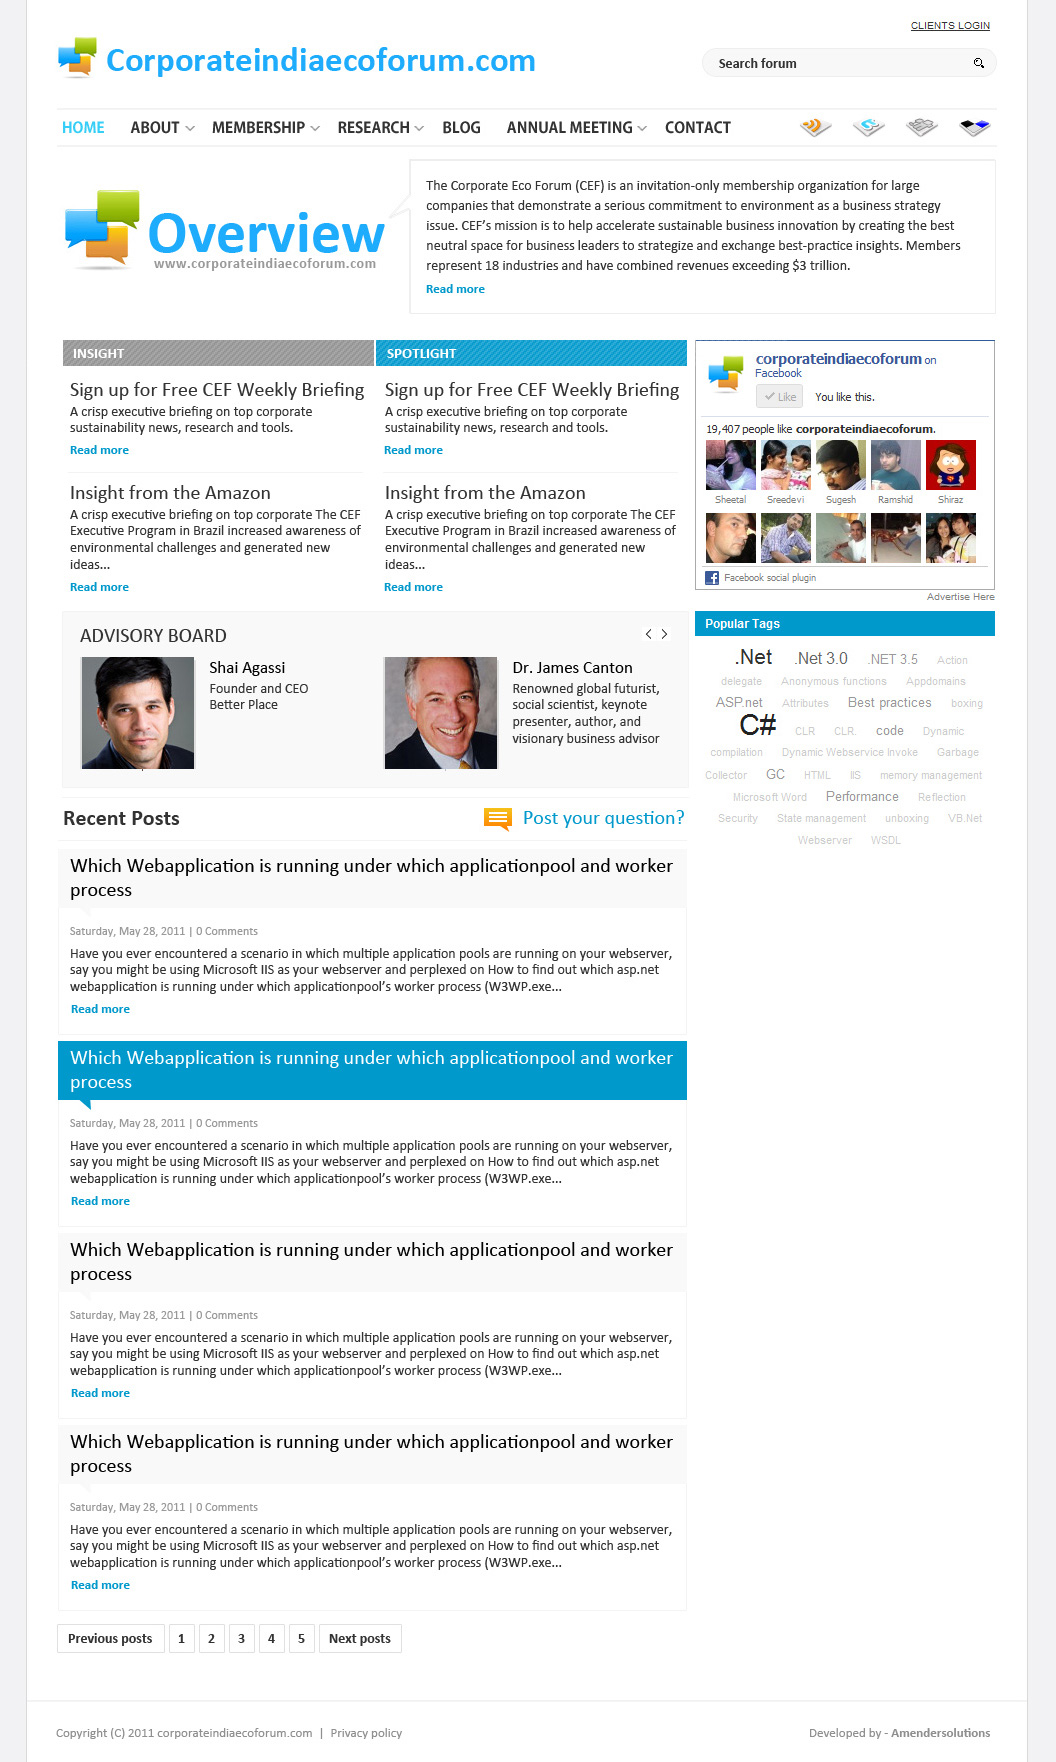 CLIENTS LOGIN
Corporateindiaecoforum.com
Search forum
HOME ABOUT MEMBERSHIP RESEARCH BLOG ANNUAL MEETING CONTACT
Overview
www.corporateindiaecoforum.com
The Corporate Eco Forum (CEF) is an invitation-only membership organization for large
companies that demonstrate a serious commitment to environment as a business strategy
issue. CEF's mission is to help accelerate sustainable business innovation by creating the best
neutral space for business leaders to strategize and exchange best-practice insights. Members
represent 18 industries and have combined revenues exceeding $3 trillion.
Read more
INSIGHT
Sign up for Free CEF Weekly Briefing
A crisp executive briefing on top corporate
sustainability news, research and tools.
Read more
Insight from the Amazon
A crisp executive briefing on top corporate The CEF
Executive Program in Brazil increased awareness of
environmental challenges and generated new
ideas...
Read more
SPOTLIGHT
Sign up for Free CEF Weekly Briefing
A crisp executive briefing on top corporate
sustainability news, research and tools.
Read more
Insight from the Amazon
A crisp executive briefing on top corporate The CEF
Executive Program in Brazil increased awareness of
environmental challenges and generated new
ideas...
Read more
corporateindiaecoforum on
Facebook
Like You like this.
19,407 people like corporateindiaecoforum.
Sheetal Sreedevi Sugesh Ramshid Shiraz
Facebook social plugin
Advertise Here
ADVISORY BOARD
Shai Agassi
Founder and CEO
Better Place
Dr. James Canton
Renowned global futurist,
social scientist, keynote
presenter, author, and
visionary business advisor
Popular Tags
.Net .Net 3.0 .NET 3.5 Action
delegate Anonymous functions Appdomains
ASP.net Attributes Best practices boxing
C# CLR CLR. code Dynamic
compilation Dynamic Webservice Invoke Garbage
Collector GC HTML IIS memory management
Microsoft Word Performance Reflection
Security State management unboxing VB.Net
Webserver WSDL
Recent Posts
Post your question?
Which Webapplication is running under which applicationpool and worker
process
Saturday, May 28, 2011 | 0 Comments
Have you ever encountered a scenario in which multiple application pools are running on your webserver,
say you might be using Microsoft IIS as your webserver and perplexed on How to find out which asp.net
webapplication is running under which applicationpool's worker process (W3WP.exe...
Read more
Which Webapplication is running under which applicationpool and worker
process
Saturday, May 28, 2011 | 0 Comments
Have you ever encountered a scenario in which multiple application pools are running on your webserver,
say you might be using Microsoft IIS as your webserver and perplexed on How to find out which asp.net
webapplication is running under which applicationpool's worker process (W3WP.exe...
Read more
Which Webapplication is running under which applicationpool and worker
process
Saturday, May 28, 2011 | 0 Comments
Have you ever encountered a scenario in which multiple application pools are running on your webserver,
say you might be using Microsoft IIS as your webserver and perplexed on How to find out which asp.net
webapplication is running under which applicationpool's worker process (W3WP.exe...
Read more
Which Webapplication is running under which applicationpool and worker
process
Saturday, May 28, 2011 | 0 Comments
Have you ever encountered a scenario in which multiple application pools are running on your webserver,
say you might be using Microsoft IIS as your webserver and perplexed on How to find out which asp.net
webapplication is running under which applicationpool's worker process (W3WP.exe...
Read more
Previous posts 1 2 3 4 5 Next posts
Copyright (C) 2011 corporateindiaecoforum.com | Privacy policy
Developed by - Amendersolutions